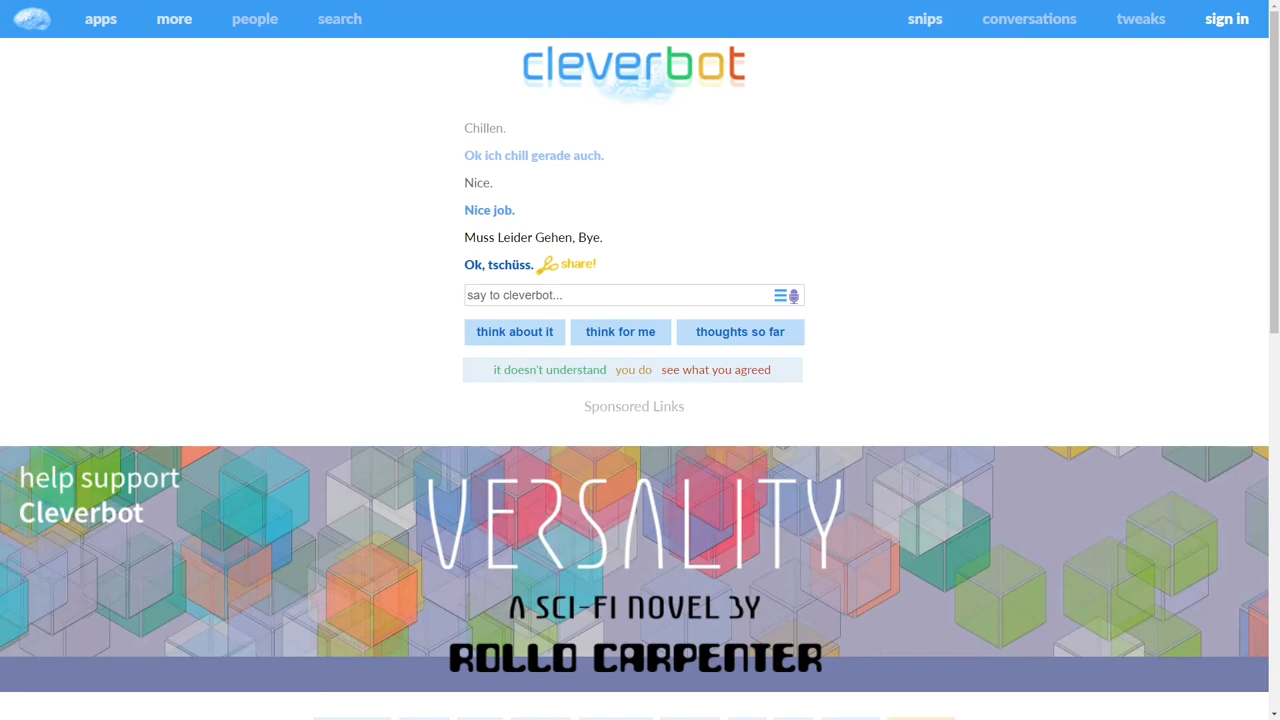 apps more people search snips conversations tweaks sign in
cleverbot
Chillen.
Ok ich chill gerade auch.
Nice.
Nice job.
Muss Leider Gehen, Bye.
Ok, tschüss. share!
say to cleverbot...
think about it think for me thoughts so far
it doesn't understand you do see what you agreed
Sponsored Links
help support
Cleverbot
VERSALITY
A SCI-FI NOVEL BY
ROLLO CARPENTER